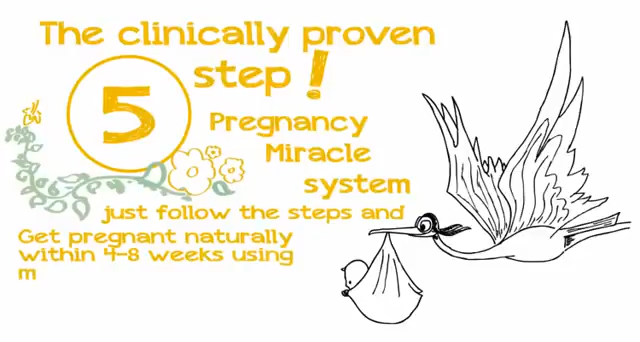 The clinically proven
5 step!
Pregnancy
Miracle
system
just follow the steps and
Get pregnant naturally
within 4-8 weeks using
m